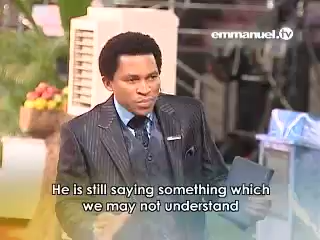 emmanuel.tv
He is still saying something which
we may not understand